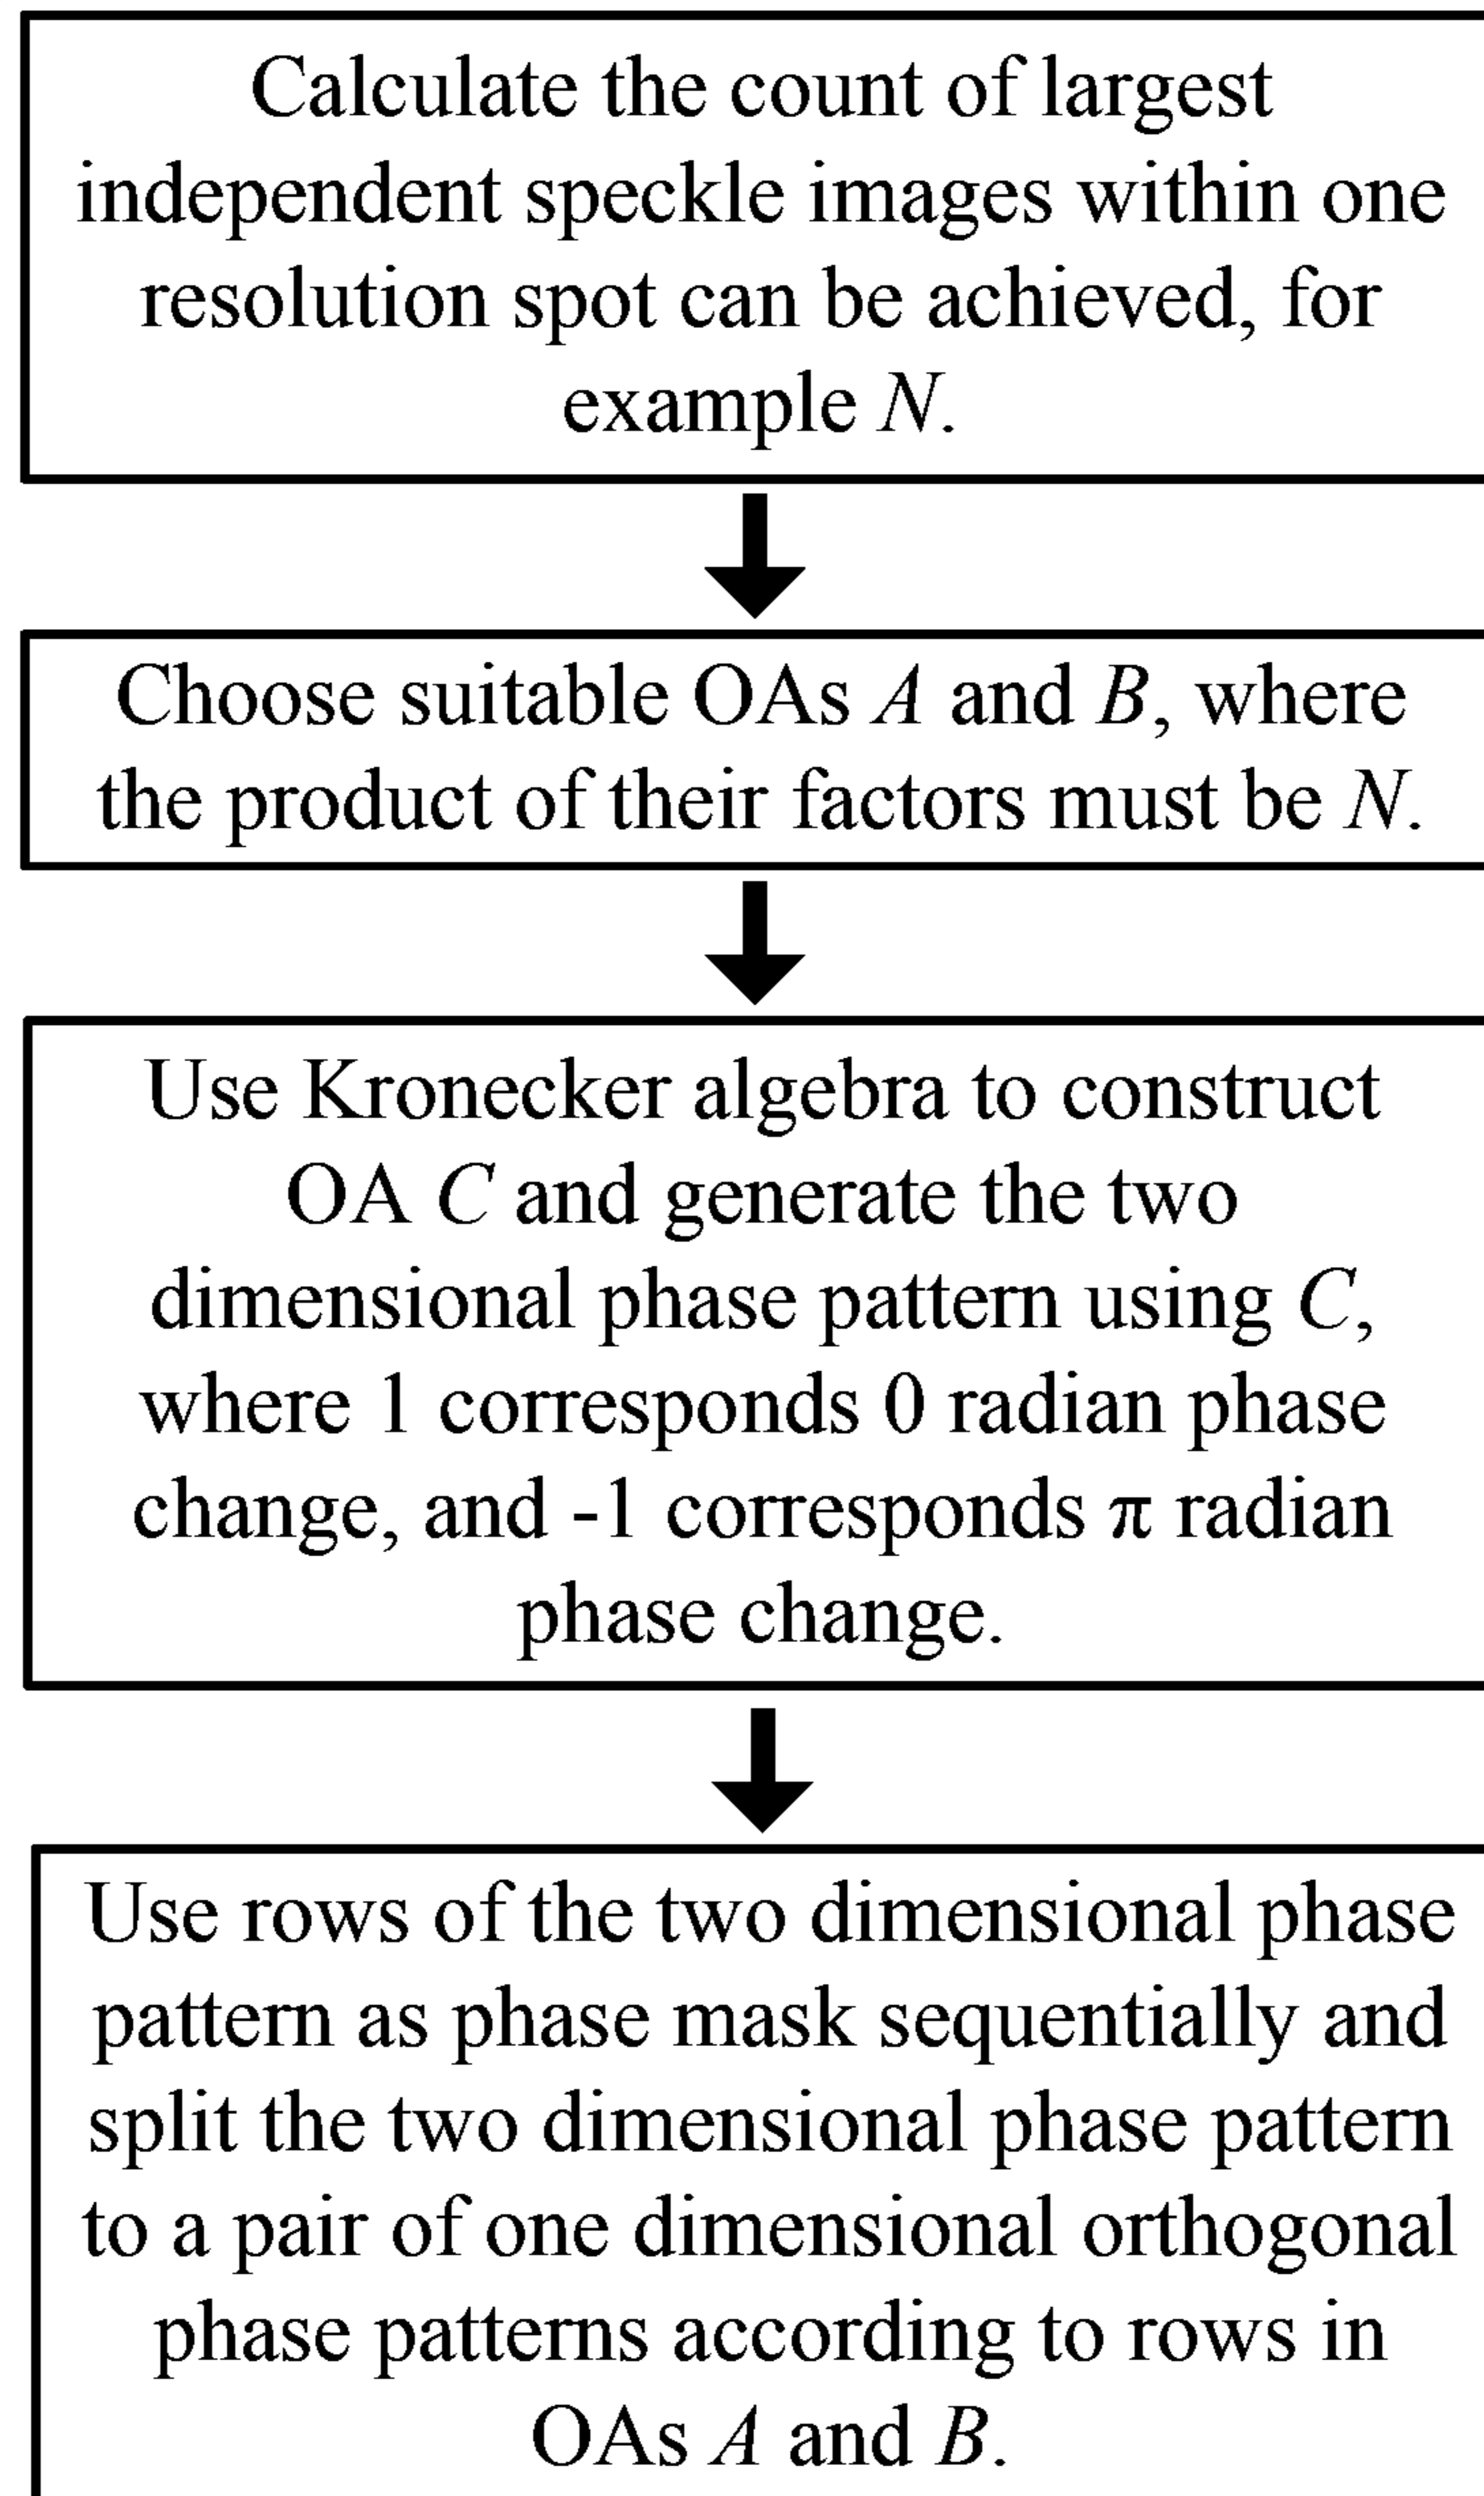 Calculate the count of largest
independent speckle images within one
resolution spot can be achieved, for
example N.
Choose suitable OAs A and B, where
the product of their factors must be N.
Use Kronecker algebra to construct
OA C and generate the two
dimensional phase pattern using C,
where 1 corresponds 0 radian phase
change, and -1 corresponds π radian
phase change.
Use rows of the two dimensional phase
pattern as phase mask sequentially and
split the two dimensional phase pattern
to a pair of one dimensional orthogonal
phase patterns according to rows in
OAs A and B.